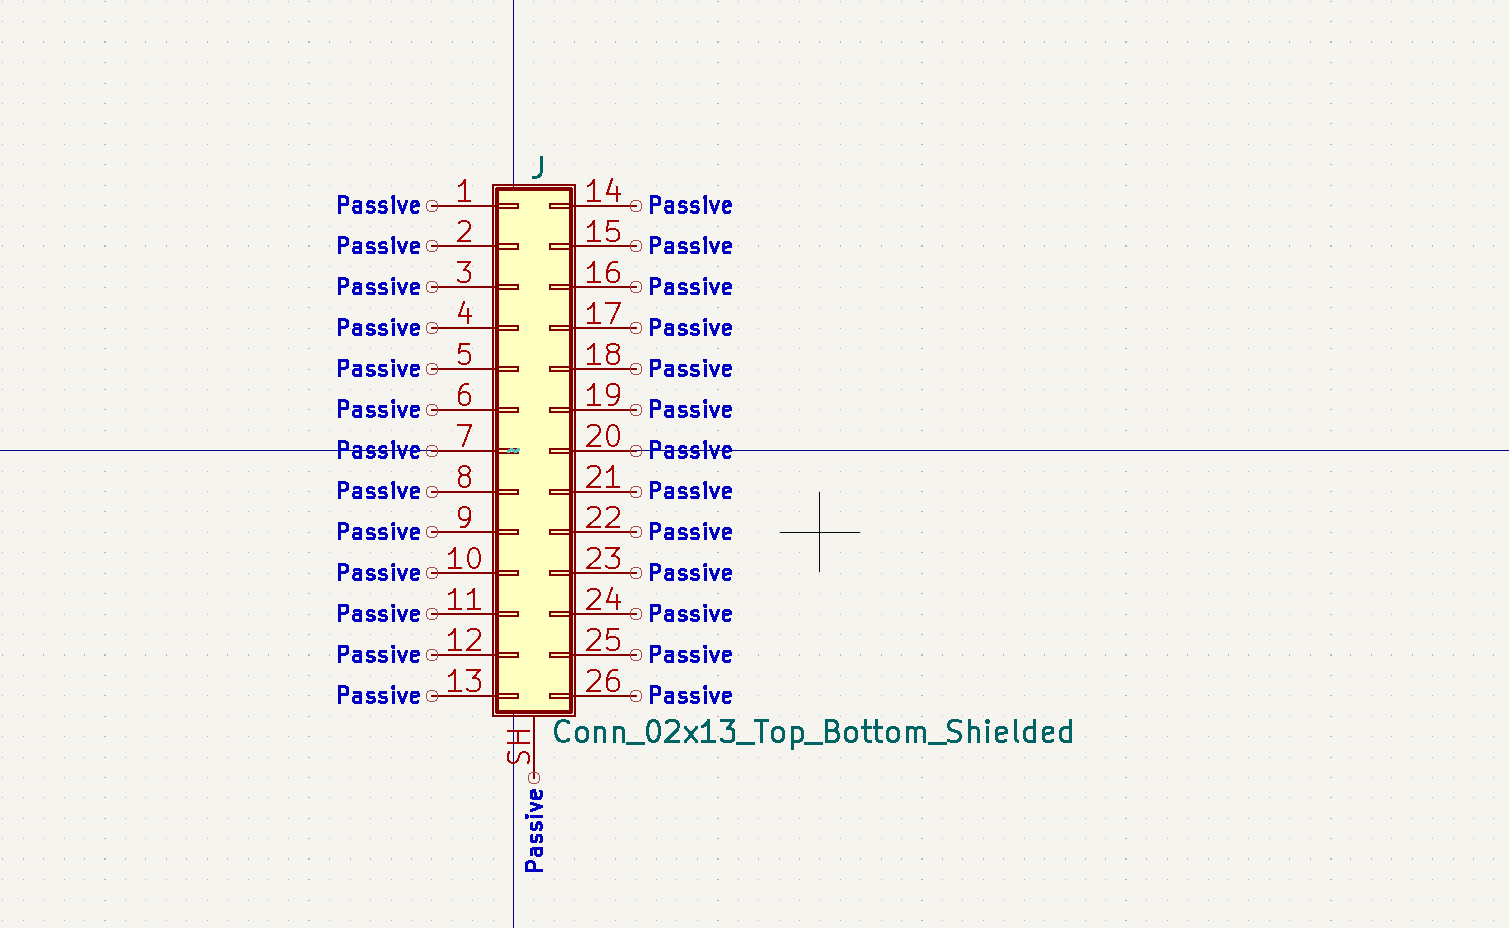 J
Passive 1 14 Passive
Passive 2 15 Passive
Passive 3 16 Passive
Passive 4 17 Passive
Passive 5 18 Passive
Passive 6 19 Passive
Passive 7 20 Passive
Passive 8 21 Passive
Passive 9 22 Passive
Passive 10 23 Passive
Passive 11 24 Passive
Passive 12 25 Passive
Passive 13 26 Passive
Conn_02x13_Top_Bottom_Shielded
SH
Passive